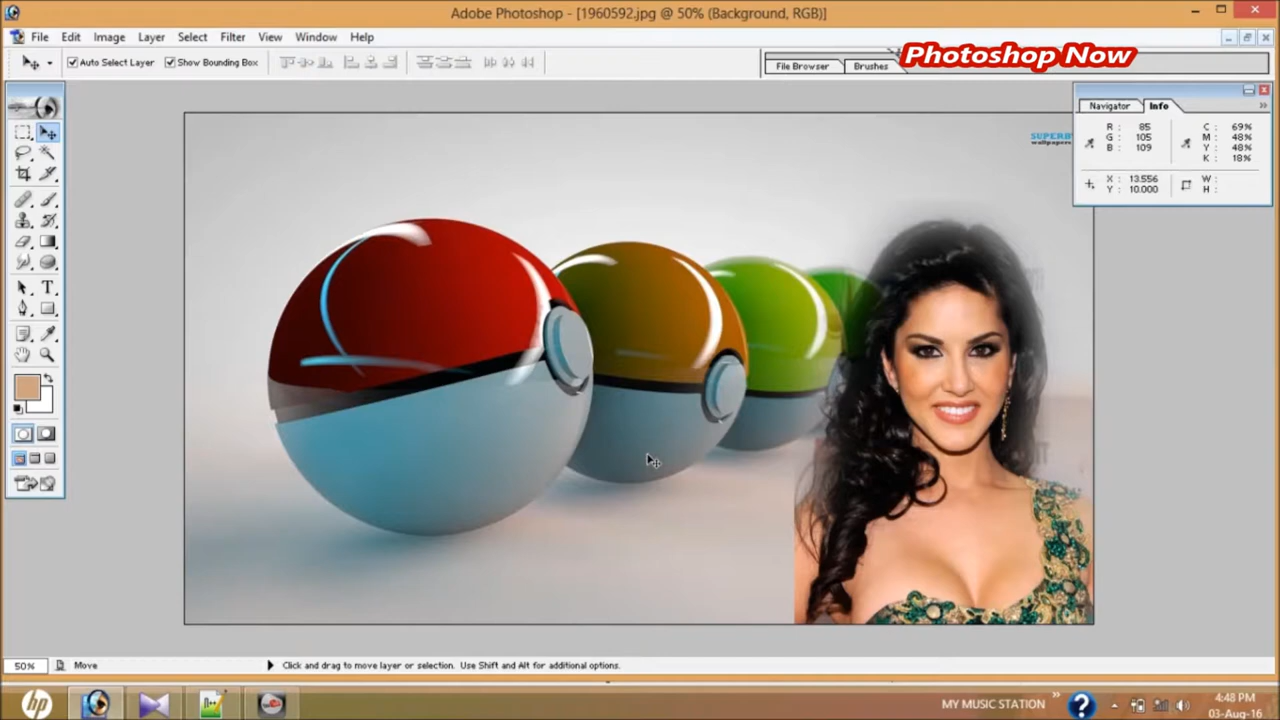 Adobe Photoshop - [1960592.jpg @ 50% (Background, RGB)]
File Edit Image Layer Select Filter View Window Help
Auto Select Layer Show Bounding Box
File Browser Brushes
Photoshop Now
Navigator Info
R : 85 C : 69%
G : 105 M : 48%
B : 109 Y : 48%
K : 18%
X : 13.556 W :
Y : 10.000 H :
SUPERB
wallpapers
T
50% Move Click and drag to move layer or selection. Use Shift and Alt for additional options.
hp
MY MUSIC STATION
4:48 PM
03-Aug-16